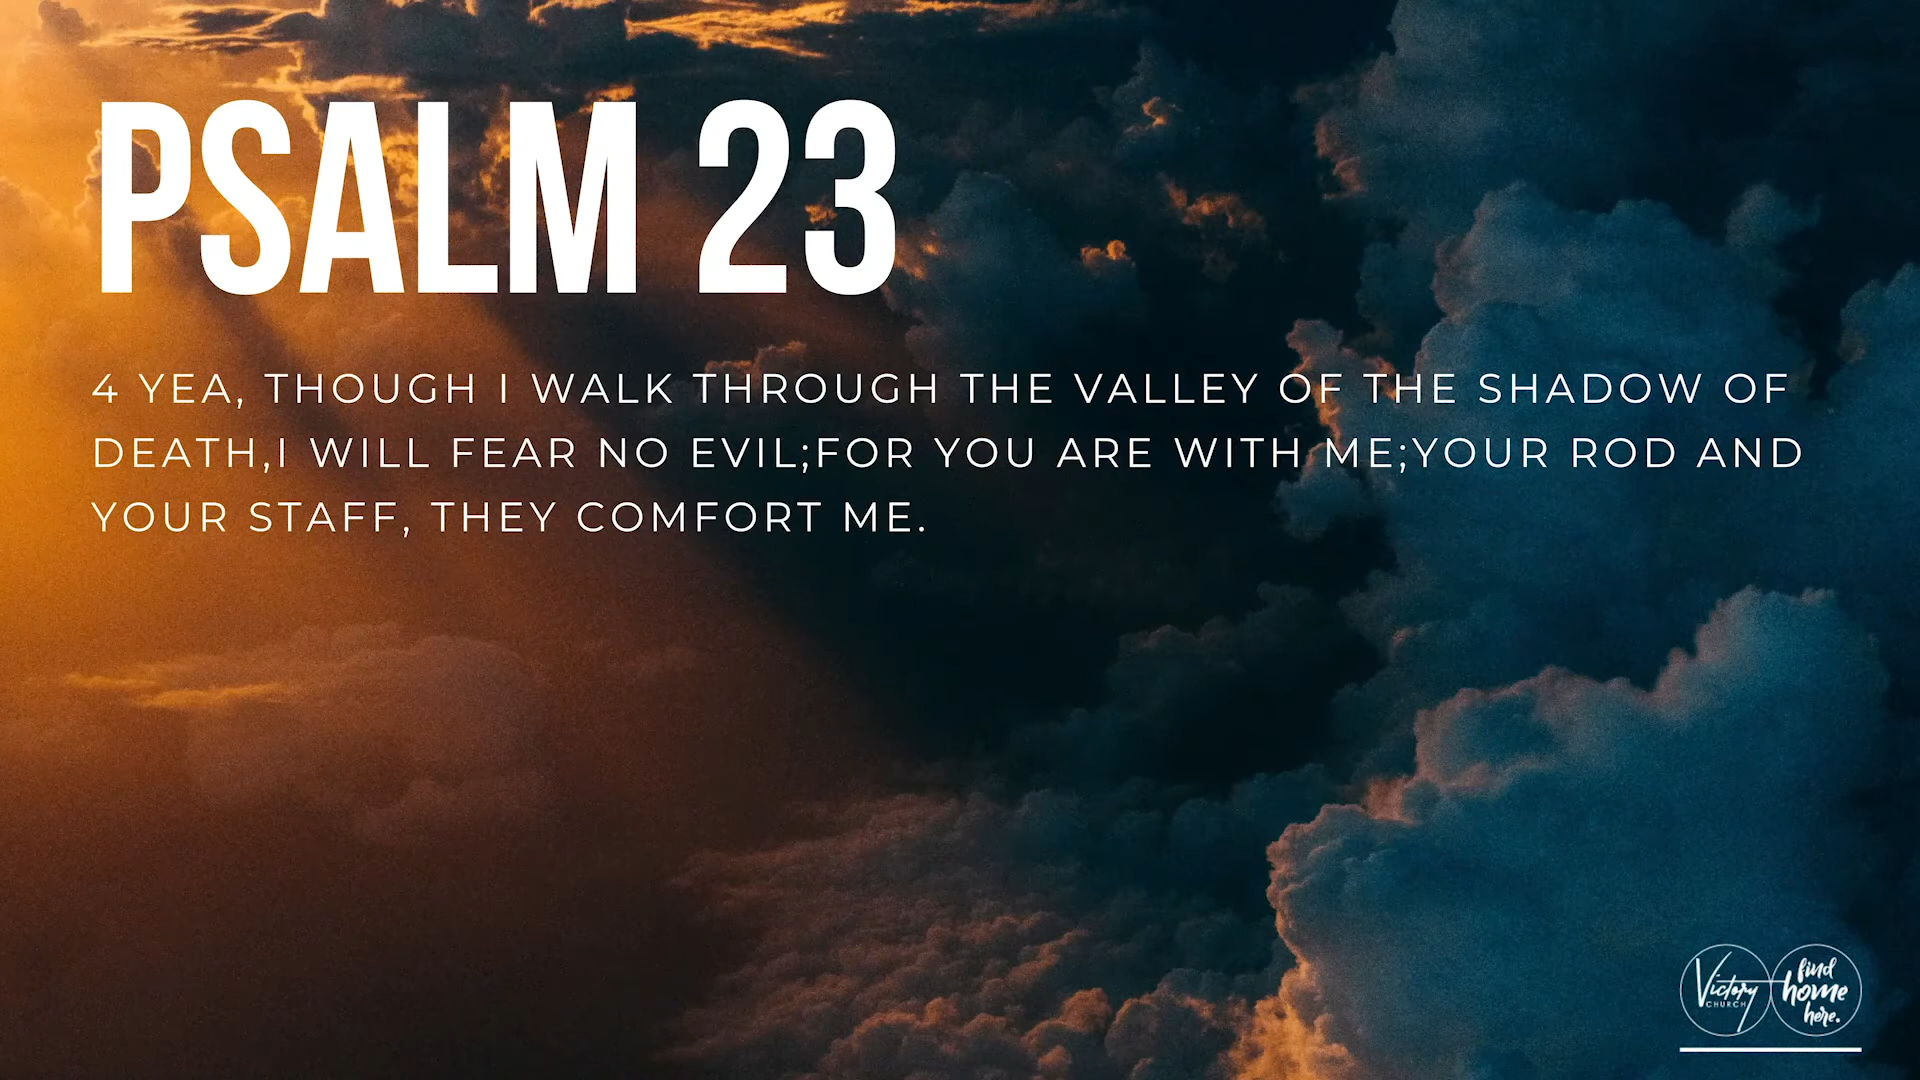 PSALM 23
4 YEA, THOUGH I WALK THROUGH THE VALLEY OF THE SHADOW OF
DEATH,I WILL FEAR NO EVIL;FOR YOU ARE WITH ME;YOUR ROD AND
YOUR STAFF, THEY COMFORT ME.
Victory
CHURCH
find
home
here.